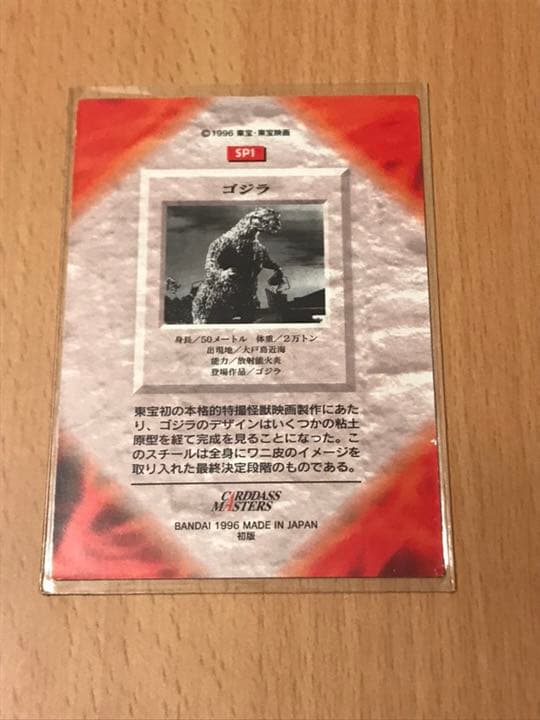 ©1996 東宝・東宝映画
SP1
ゴジラ
身長／50メートル 体重／2万トン
出現地／大戸島近海
能力／放射能火炎
登場作品／ゴジラ
東宝初の本格的特撮怪獣映画製作にあた
り、ゴジラのデザインはいくつかの粘土
原型を経て完成を見ることになった。こ
のスチールは全身にワニ皮のイメージを
取り入れた最終決定段階のものである。
CARDDASS
MASTERS
BANDAI 1996 MADE IN JAPAN
初版